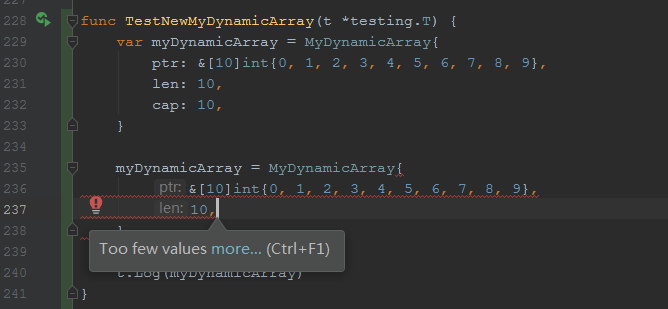 228 func TestNewMyDynamicArray(t *testing.T) {
229 var myDynamicArray = MyDynamicArray{
230 ptr: &[10]int{0, 1, 2, 3, 4, 5, 6, 7, 8, 9},
231 len: 10,
232 cap: 10,
233 }
234
235 myDynamicArray = MyDynamicArray{
236 ptr: &[10]int{0, 1, 2, 3, 4, 5, 6, 7, 8, 9},
237 len: 10,
238 }
Too few values more... (Ctrl+F1)
239
240 t.Log(myDynamicArray)
241 }